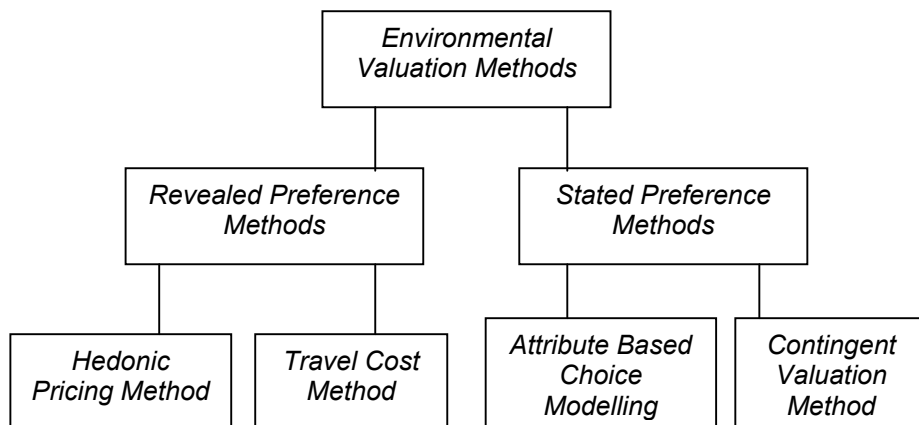 Environmental
Valuation Methods
Revealed Preference
Methods
Stated Preference
Methods
Hedonic
Pricing Method
Travel Cost
Method
Attribute Based
Choice
Modelling
Contingent
Valuation
Method